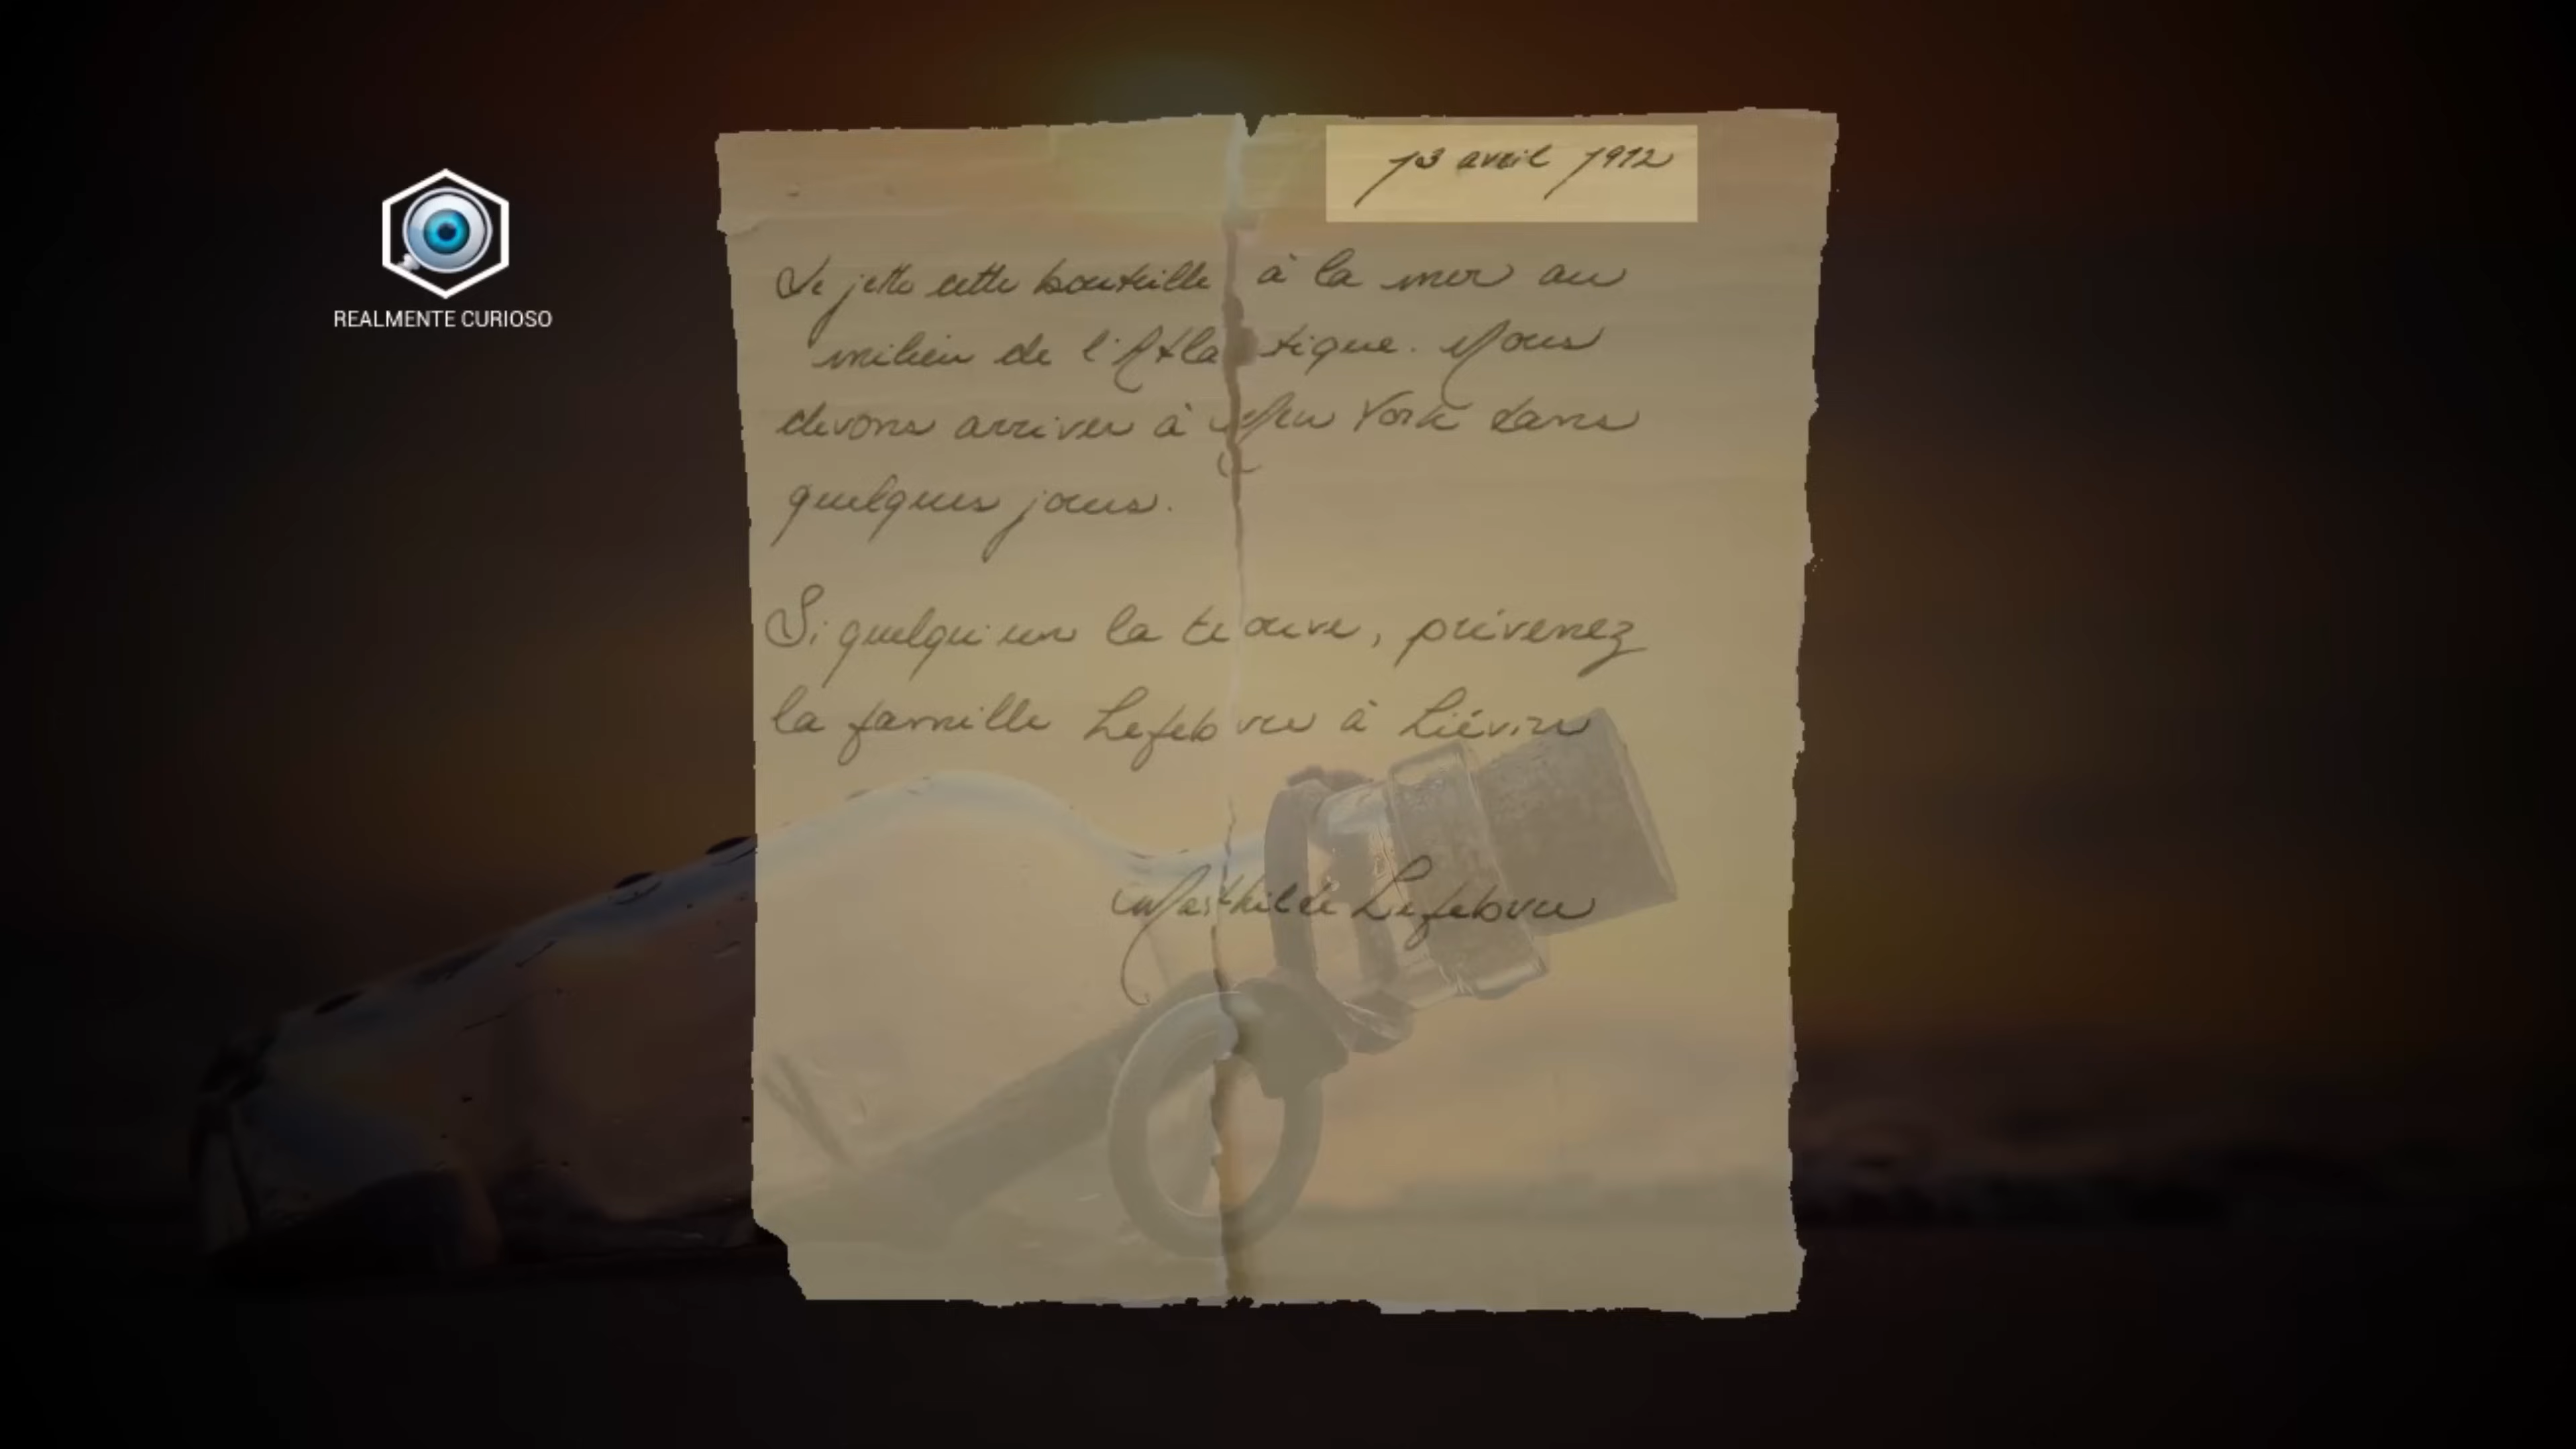 REALMENTE CURIOSO
13 avril 1912
Je jette cette bouteille à la mer au
milieu de l'Atlantique. Nous
devons arriver à New York dans
quelques jours.
Si quelqu'un la trouve, prévenez
la famille Lefebvre à Liévin
Mathilde Lefebvre